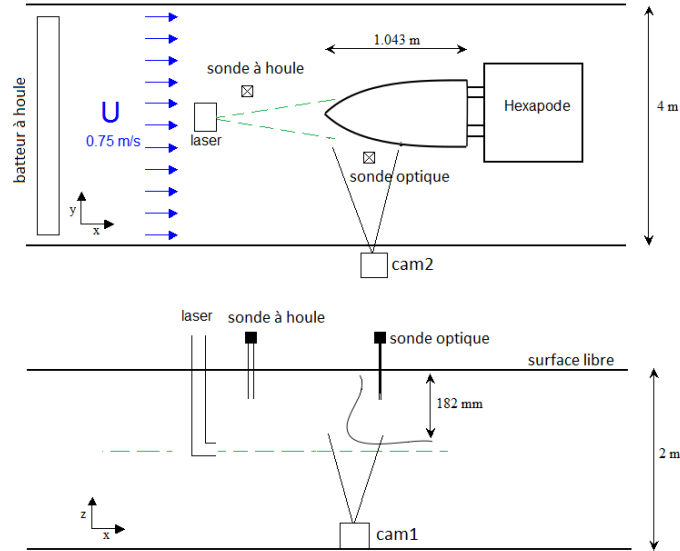 1.043 m
sonde à houle
batteur à houle
U
0.75 m/s
laser
Hexapode
4 m
sonde optique
y
x
cam2
laser
sonde à houle
sonde optique
surface libre
182 mm
2 m
z
x
cam1